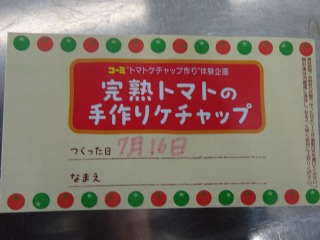 コーミ"トマトケチャップ作り"体験企画
完熟トマトの
手作りケチャップ
つくった日 7月16日
なまえ